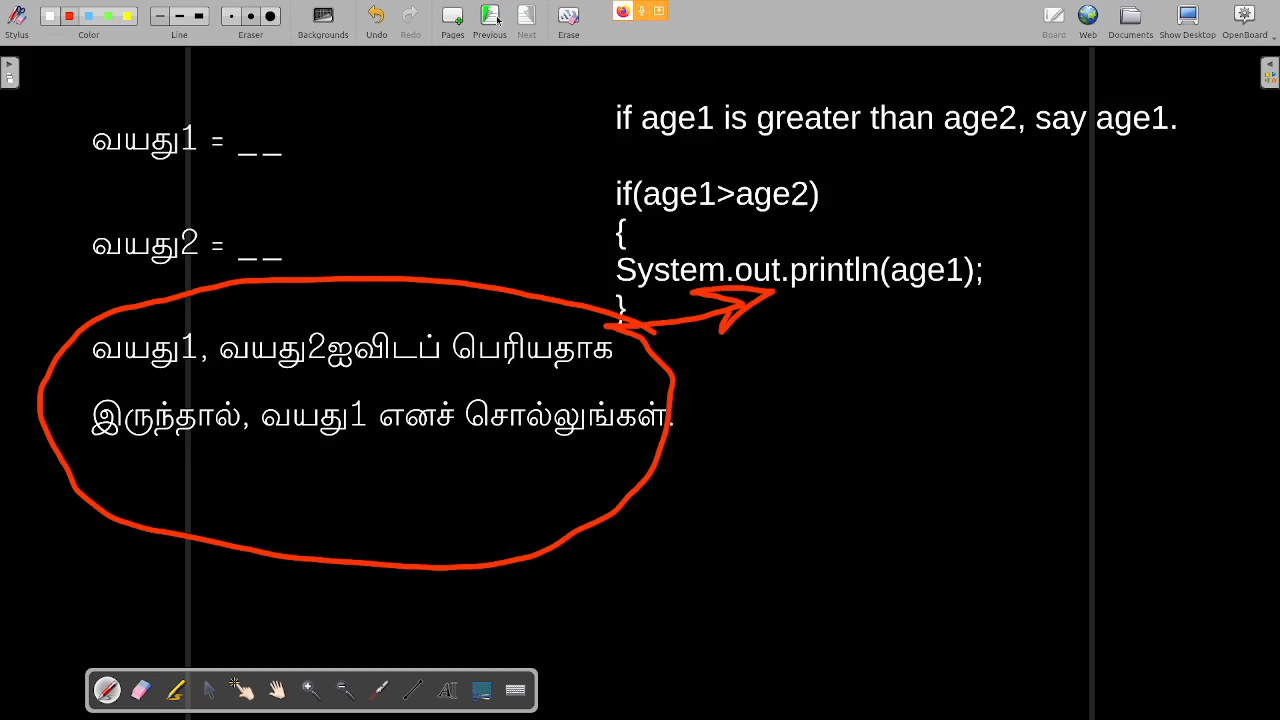 Stylus
Color
Line
Eraser
Backgrounds
Undo
Redo
Pages
Previous
Next
Erase
Board
Web
Documents
Show Desktop
OpenBoard
வயது1 = _ _
வயது2 = _ _
வயது1, வயது2ஐவிடப் பெரியதாக
இருந்தால், வயது1 எனச் சொல்லுங்கள்.
if age1 is greater than age2, say age1.
if(age1>age2)
{
System.out.println(age1);
}
AI